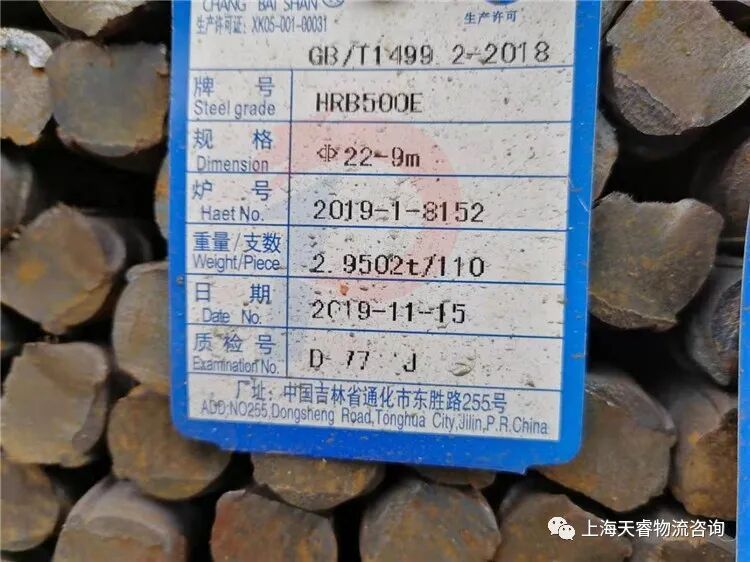 CHANG BAI SHAN
生产许可证: XK05-001-00031
生产许可
GB/T1499.2-2018
牌 号 HRB500E
Steel grade
规 格 Φ22-9m
Dimension
炉 号 2019-1-8152
Haet No.
重量/支数 2.9502t/110
Weight/Piece
日 期 2019-11-15
Date No.
质检号 D 77 J
Examination No.
厂址: 中国吉林省通化市东胜路255号
ADD:NO255,Dongsheng Road,Tonghua City,Jilin,P.R.China
上海天睿物流咨询